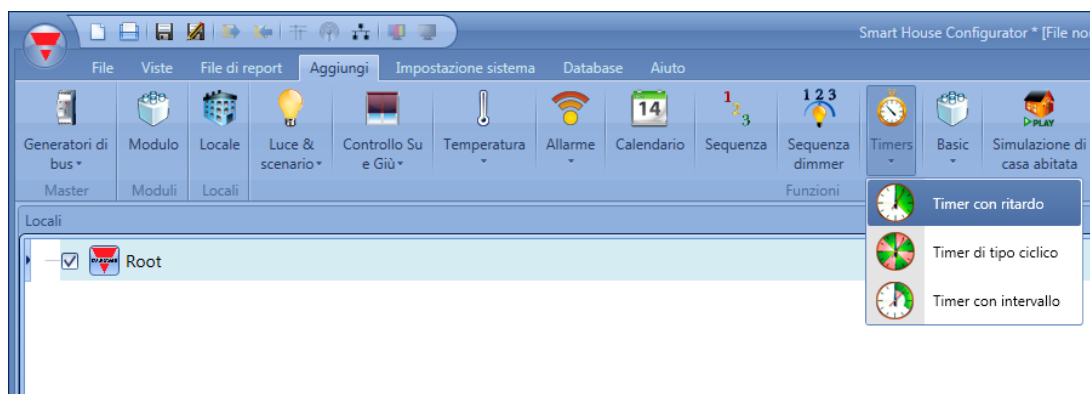 Smart House Configurator * [File no
File Viste File di report Aggiungi Impostazione sistema Database Aiuto
Generatori di bus
Modulo
Locale
Luce & scenario
Controllo Su e Giù
Temperatura
Allarme
14
Calendario
1 2 3
Sequenza
1 2 3
Sequenza dimmer
Timers
Basic
PLAY
Simulazione di casa abitata
Master Moduli Locali Funzioni
Locali
Root
Timer con ritardo
Timer di tipo ciclico
Timer con intervallo